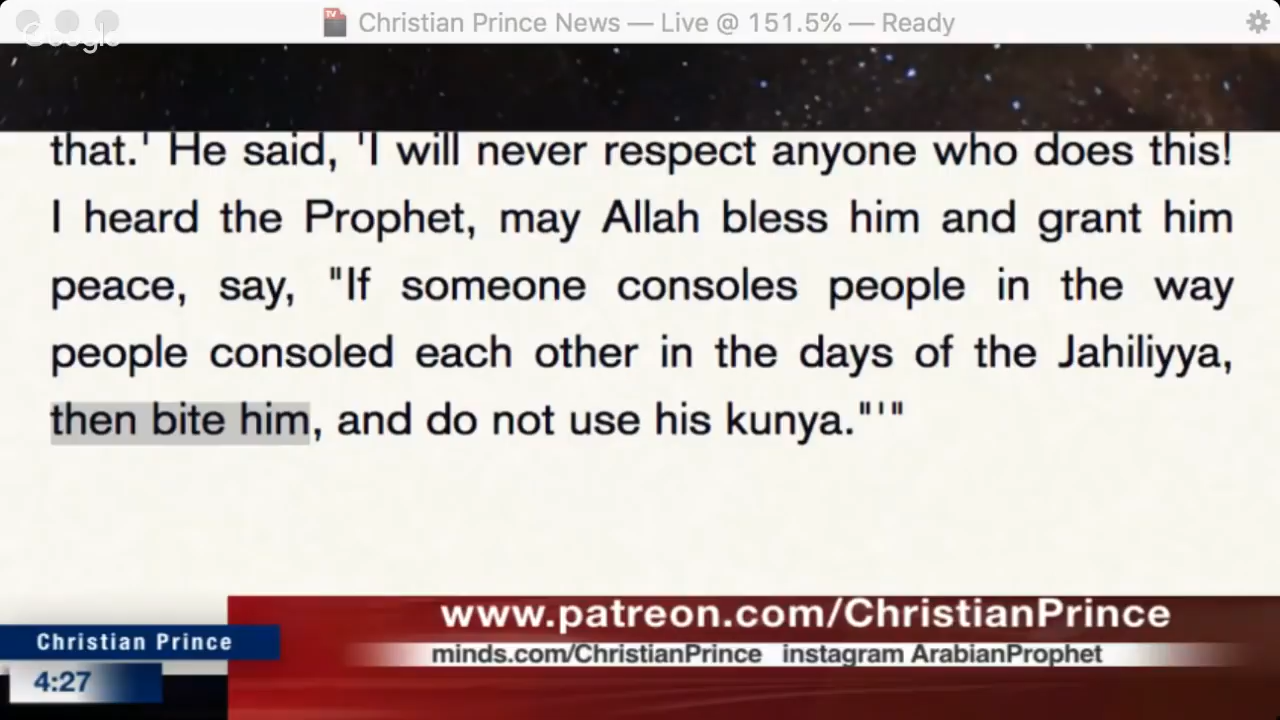 Christian Prince News — Live @ 151.5% — Ready
Google
that.' He said, 'I will never respect anyone who does this!
I heard the Prophet, may Allah bless him and grant him
peace, say, "If someone consoles people in the way
people consoled each other in the days of the Jahiliyya,
then bite him, and do not use his kunya."'"
www.patreon.com/ChristianPrince
Christian Prince
minds.com/ChristianPrince instagram ArabianProphet
4:27